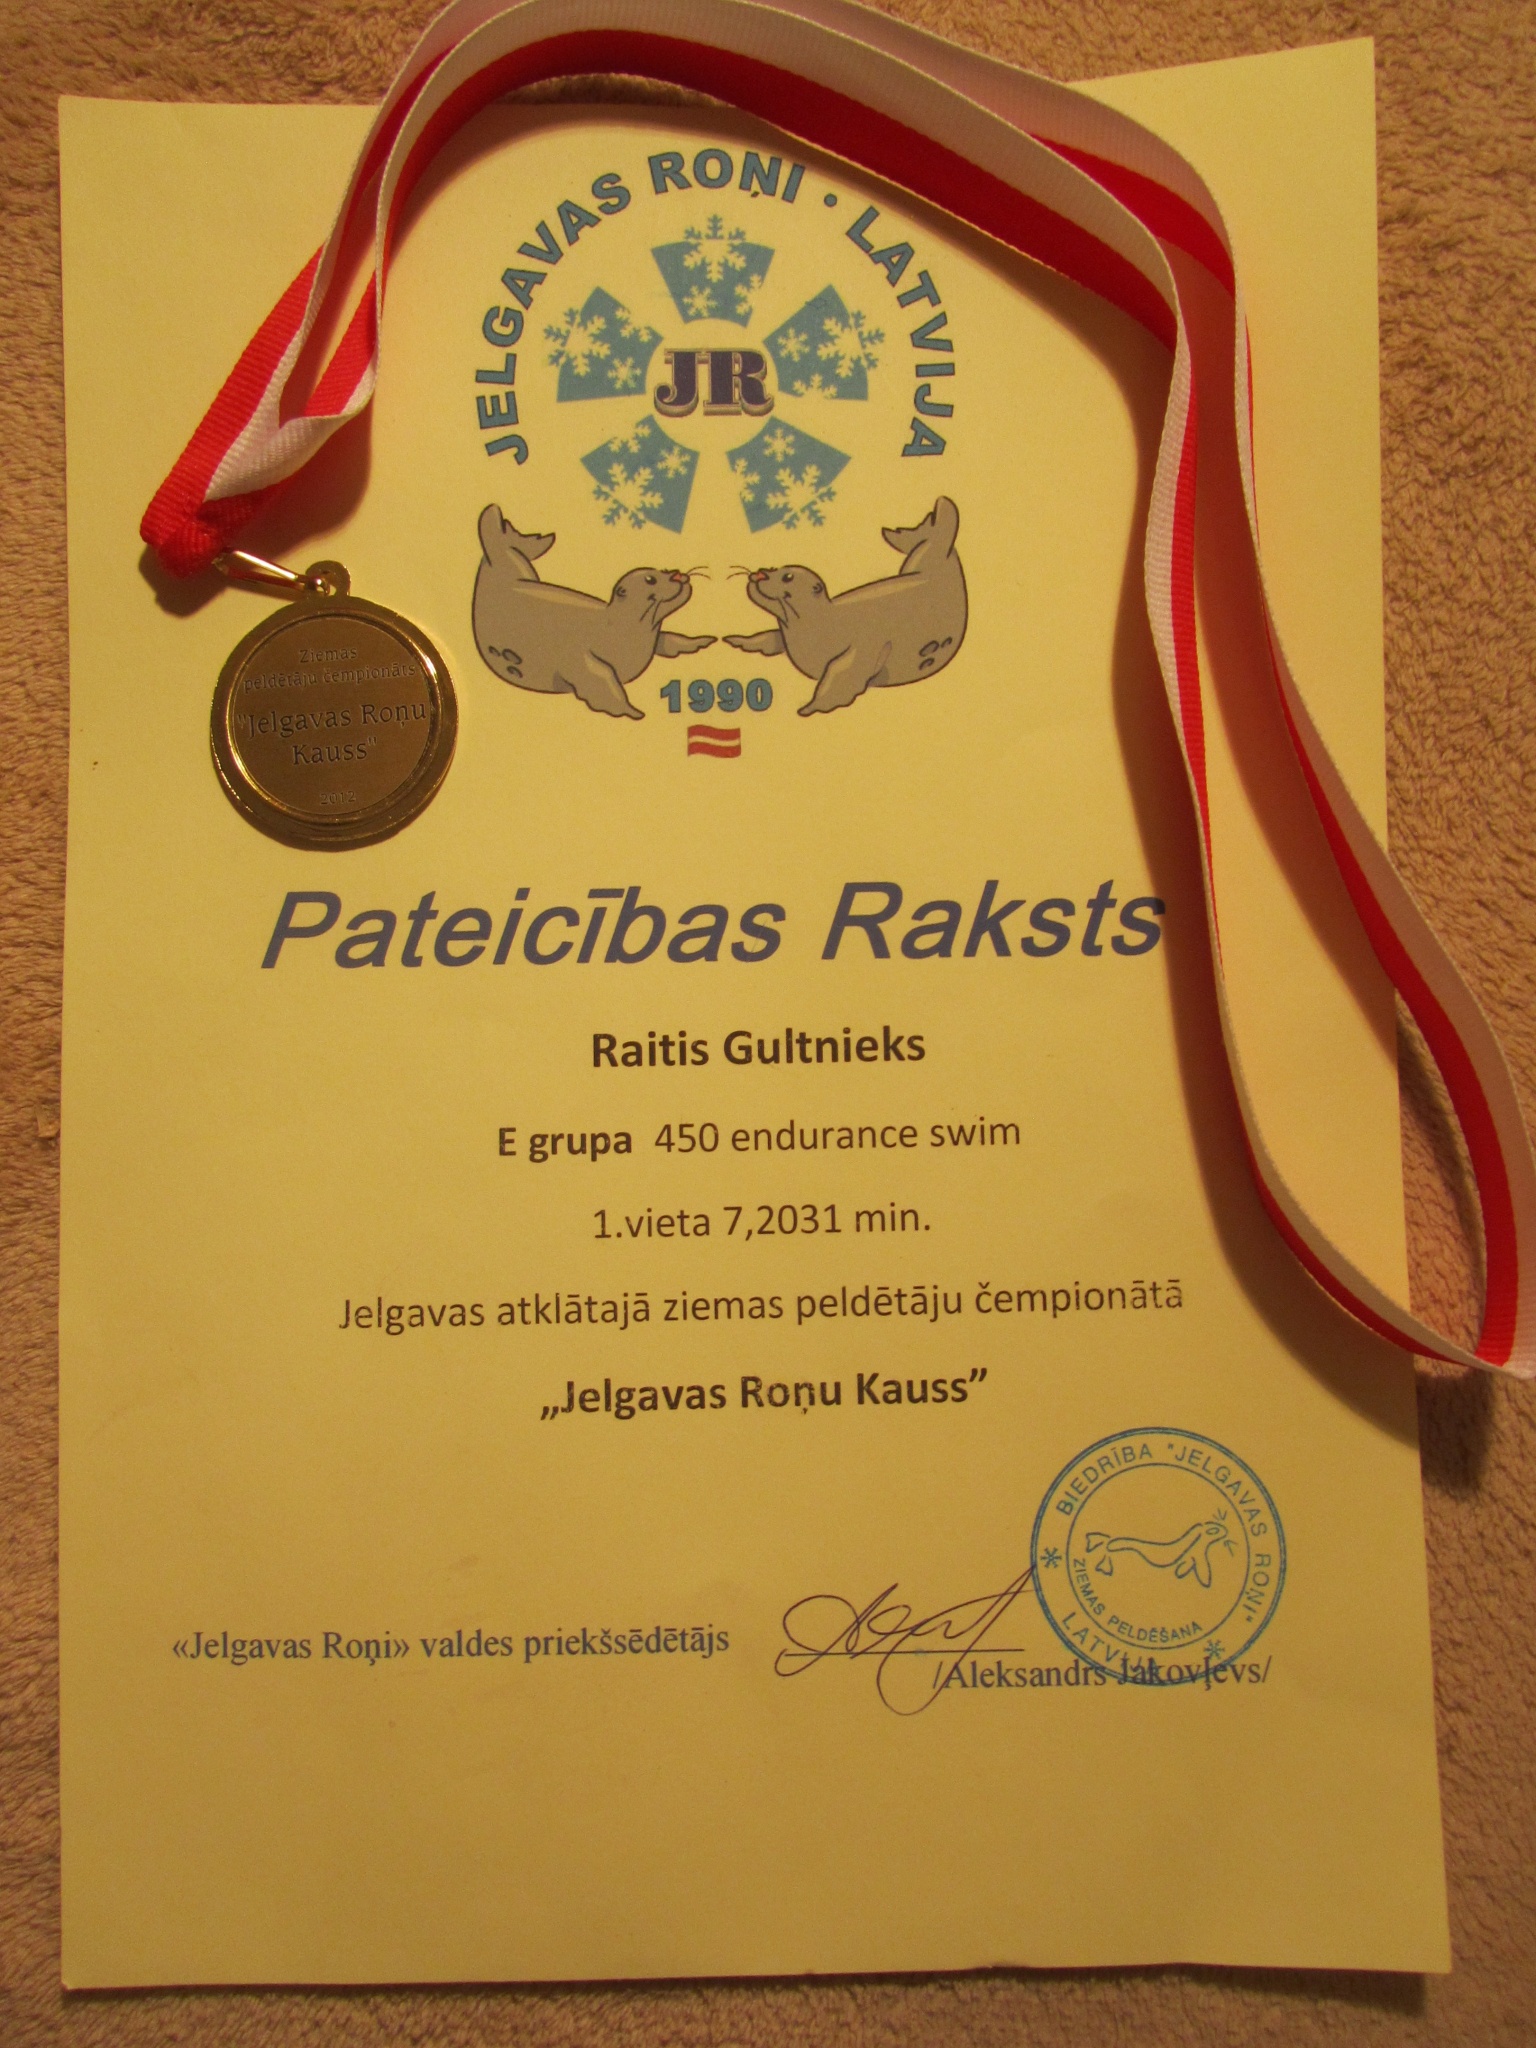 JELGAVAS ROŅI • LATVIJA
JR
1990
Ziemas
peldētāju čempionāts
"Jelgavas Roņu
Kauss"
2012
Pateicības Raksts
Raitis Gultnieks
E grupa 450 endurance swim
1.vieta 7,2031 min.
Jelgavas atklātajā ziemas peldētāju čempionātā
„Jelgavas Roņu Kauss”
BIEDRĪBA "JELGAVAS ROŅI"
ZIEMAS PELDĒŠANA
LATVIJA
«Jelgavas Roņi» valdes priekšsēdētājs
/Aleksandrs Jakovļevs/